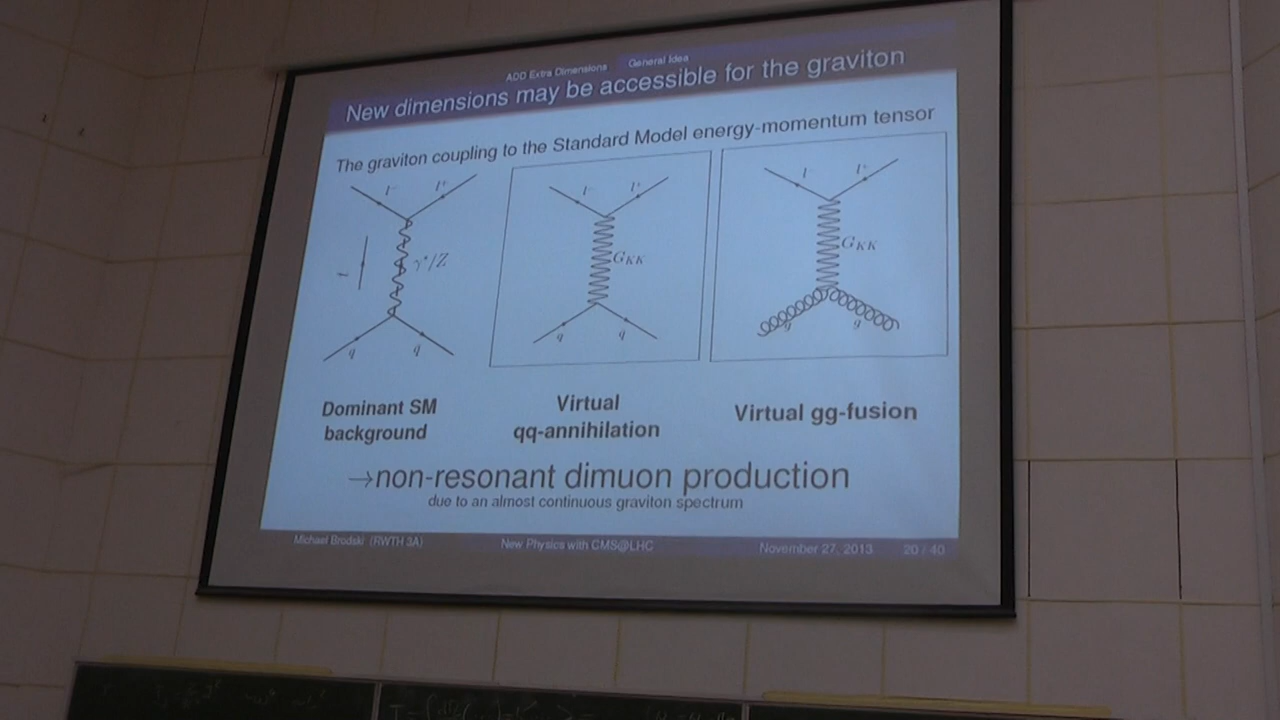 ADD Extra Dimensions General Idea
New dimensions may be accessible for the graviton
The graviton coupling to the Standard Model energy-momentum tensor
l⁻ l⁺
γ*/Z
q q
l⁻ l⁺
G_KK
q q
l⁻ l⁺
G_KK
g g
Dominant SM
background
Virtual
qq-annihilation
Virtual gg-fusion
→non-resonant dimuon production
due to an almost continuous graviton spectrum
Michael Brodski (RWTH 3A) New Physics with CMS@LHC November 27, 2013 20 / 40